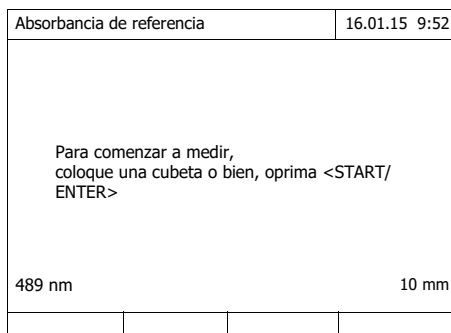 Absorbancia de referencia
16.01.15 9:52
Para comenzar a medir,
coloque una cubeta o bien, oprima <START/
ENTER>
489 nm
10 mm